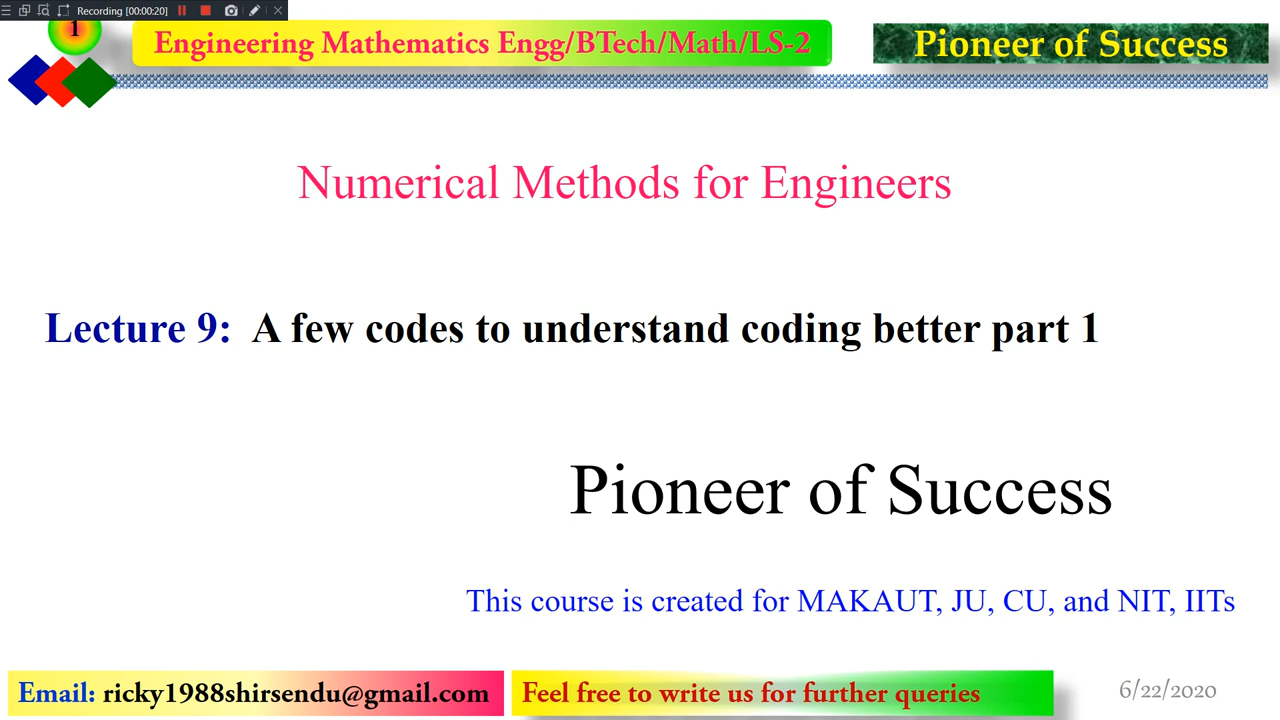 Recording [00:00:20]
1
Engineering Mathematics Engg/BTech/Math/LS-2
Pioneer of Success
Numerical Methods for Engineers
Lecture 9: A few codes to understand coding better part 1
Pioneer of Success
This course is created for MAKAUT, JU, CU, and NIT, IITs
Email: ricky1988shirsendu@gmail.com
Feel free to write us for further queries
6/22/2020